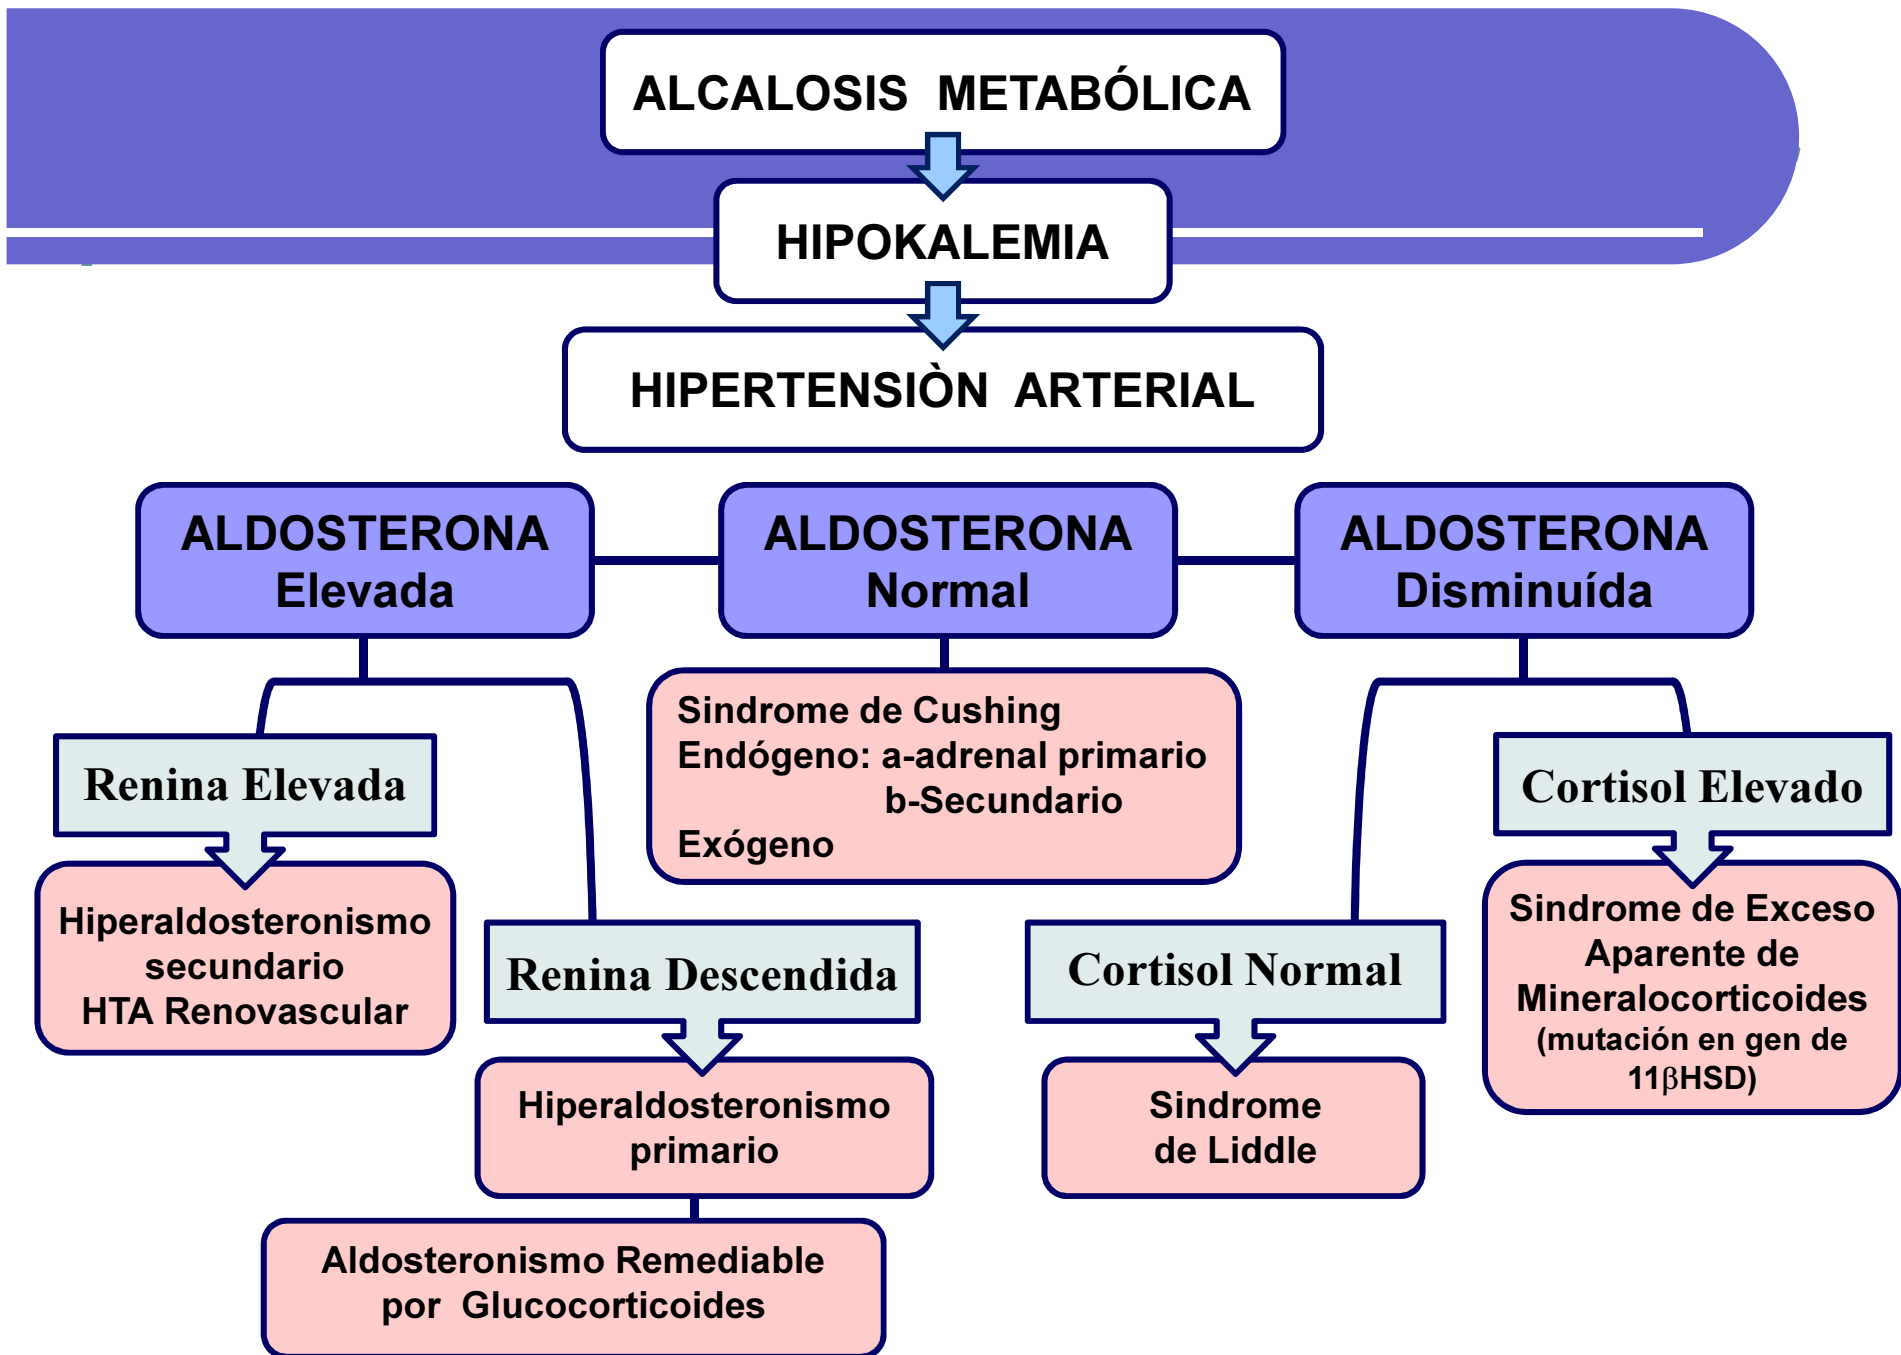 ALCALOSIS METABÓLICA
HIPOKALEMIA
HIPERTENSIÒN ARTERIAL
ALDOSTERONA
Elevada
ALDOSTERONA
Normal
ALDOSTERONA
Disminuída
Renina Elevada
Hiperaldosteronismo
secundario
HTA Renovascular
Renina Descendida
Hiperaldosteronismo
primario
Aldosteronismo Remediable
por Glucocorticoides
Sindrome de Cushing
Endógeno: a-adrenal primario
b-Secundario
Exógeno
Cortisol Normal
Sindrome
de Liddle
Cortisol Elevado
Sindrome de Exceso
Aparente de
Mineralocorticoides
(mutación en gen de
11βHSD)